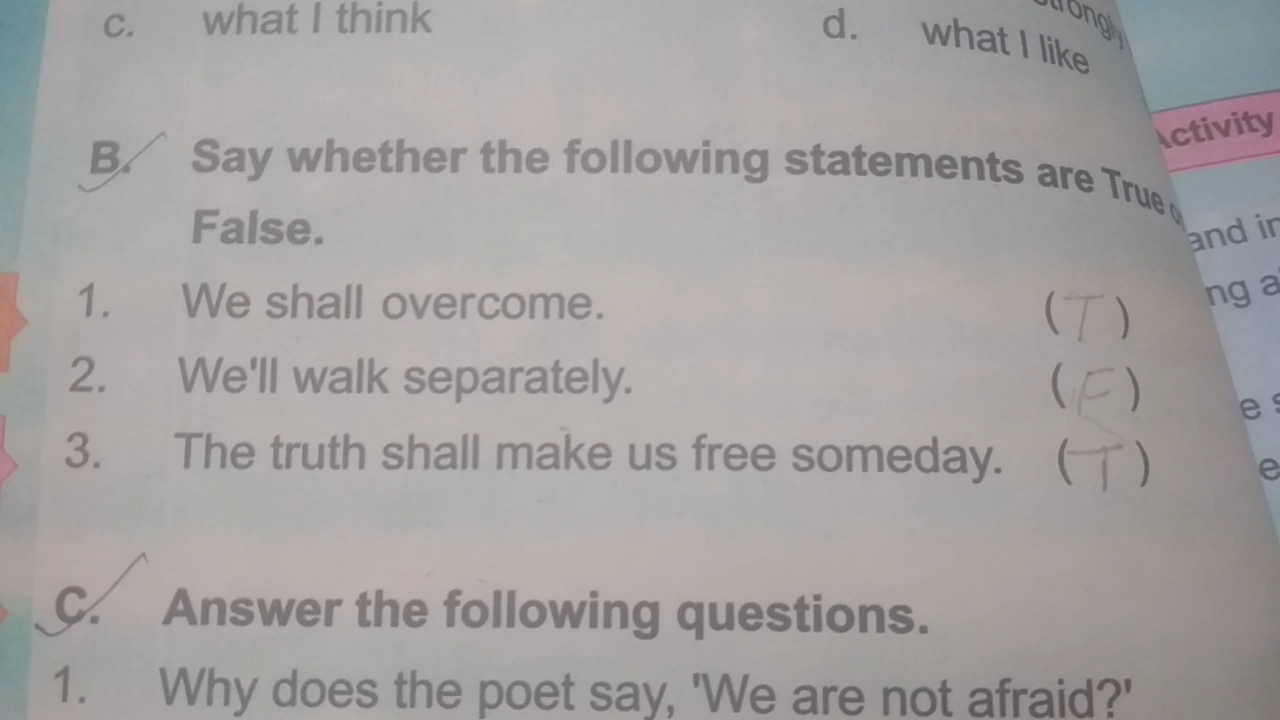 c. what I think d. what I like
B. Say whether the following statements are True
False.
1. We shall overcome. (T)
2. We'll walk separately. (F)
3. The truth shall make us free someday. (T)
C. Answer the following questions.
1. Why does the poet say, 'We are not afraid?'
Activity
and